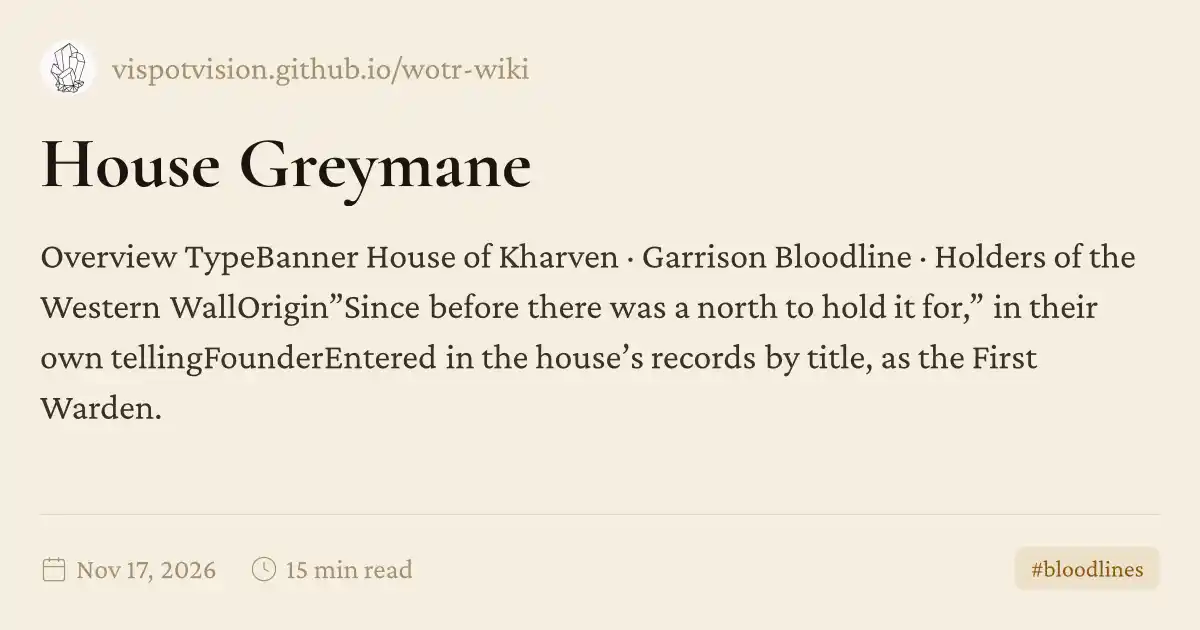 vispotvision.github.io/wotr-wiki
House Greymane
Overview TypeBanner House of Kharven · Garrison Bloodline · Holders of the
Western WallOrigin”Since before there was a north to hold it for,” in their
own tellingFounderEntered in the house’s records by title, as the First
Warden.
Nov 17, 2026 15 min read #bloodlines